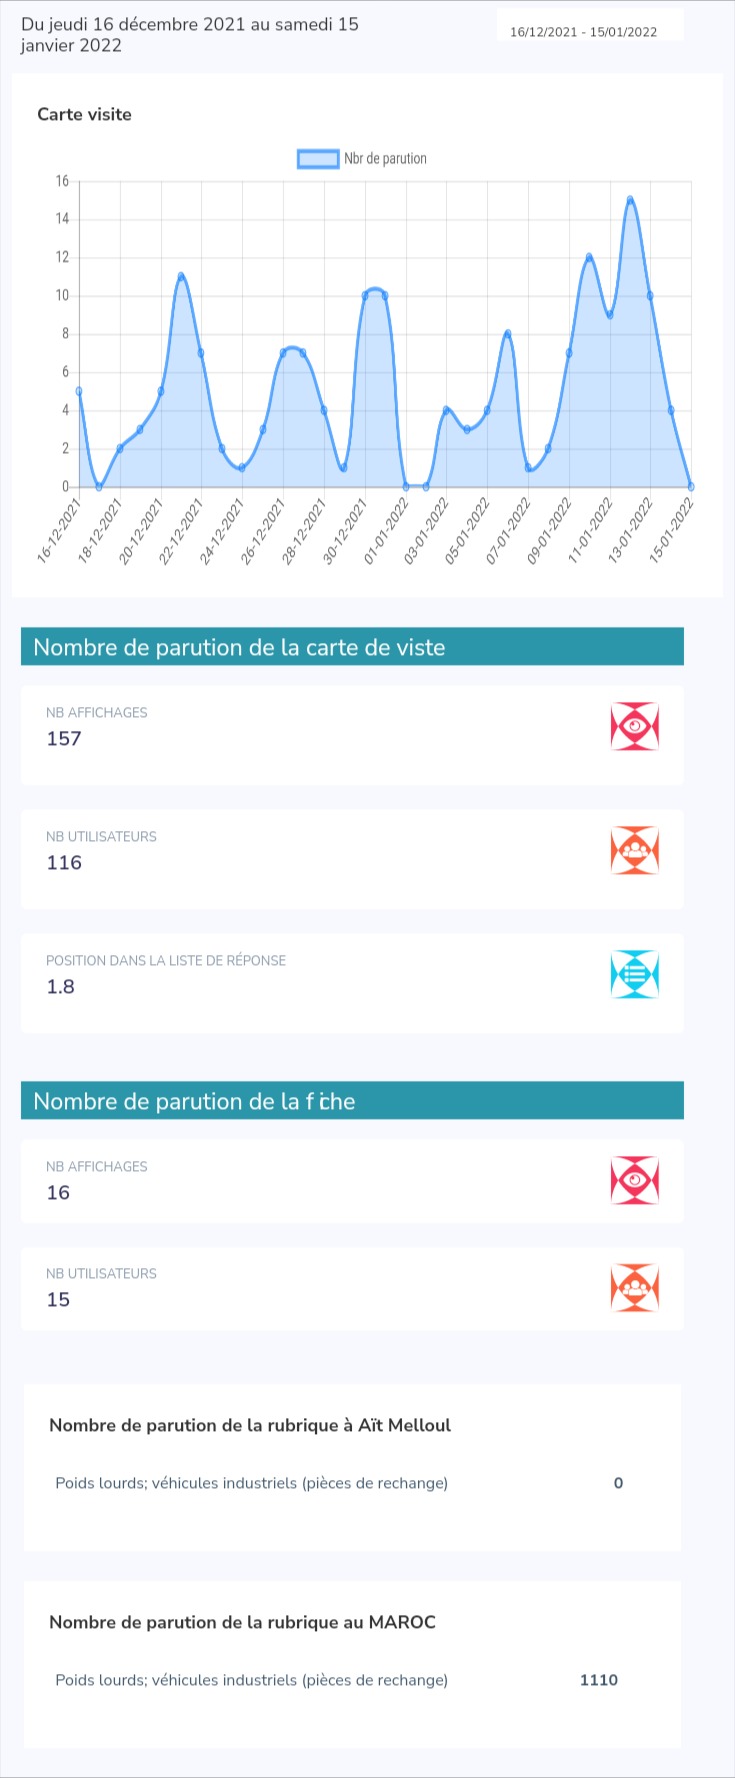 Du jeudi 16 décembre 2021 au samedi 15
janvier 2022
16/12/2021 - 15/01/2022
Carte visite
Nbr de parution
16
14
12
10
8
6
4
2
0
16-12-2021
18-12-2021
20-12-2021
22-12-2021
24-12-2021
26-12-2021
28-12-2021
30-12-2021
01-01-2022
03-01-2022
05-01-2022
07-01-2022
09-01-2022
11-01-2022
13-01-2022
15-01-2022
Nombre de parution de la carte de viste
NB AFFICHAGES
157
NB UTILISATEURS
116
POSITION DANS LA LISTE DE RÉPONSE
1.8
Nombre de parution de la fiche
NB AFFICHAGES
16
NB UTILISATEURS
15
Nombre de parution de la rubrique à Aït Melloul
Poids lourds; véhicules industriels (pièces de rechange) 0
Nombre de parution de la rubrique au MAROC
Poids lourds; véhicules industriels (pièces de rechange) 1110